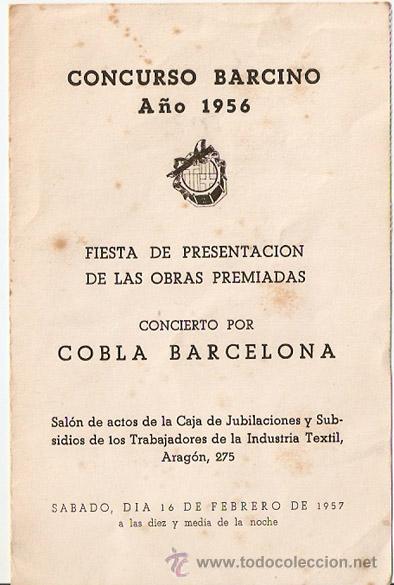 CONCURSO BARCINO
Año 1956
FIESTA DE PRESENTACION
DE LAS OBRAS PREMIADAS
CONCIERTO POR
COBLA BARCELONA
Salón de actos de la Caja de Jubilaciones y Sub-
sidios de los Trabajadores de la Industria Textil,
Aragón, 275
SABADO, DIA 16 DE FEBRERO DE 1957
a las diez y media de la noche
www.todocoleccion.net